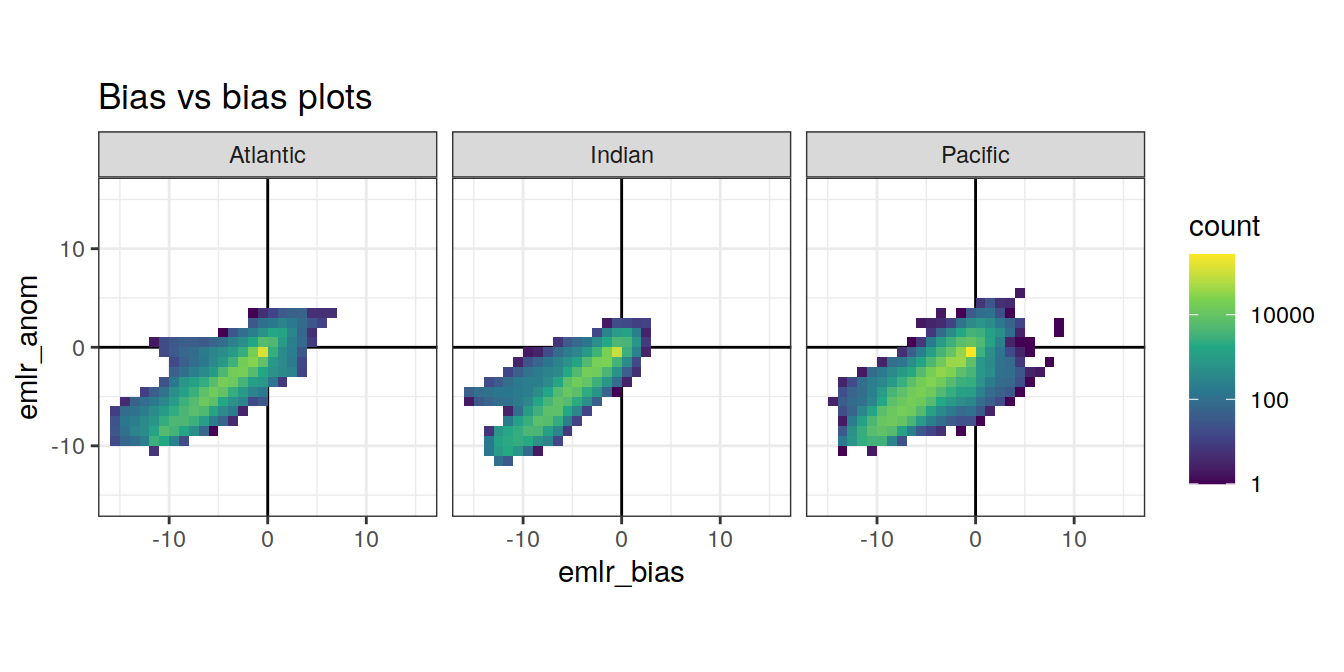 Bias vs bias plots
Atlantic Indian Pacific
emlr_anom
10
0
-10
-10 0 10 -10 0 10 -10 0 10
emlr_bias
count
10000
100
1